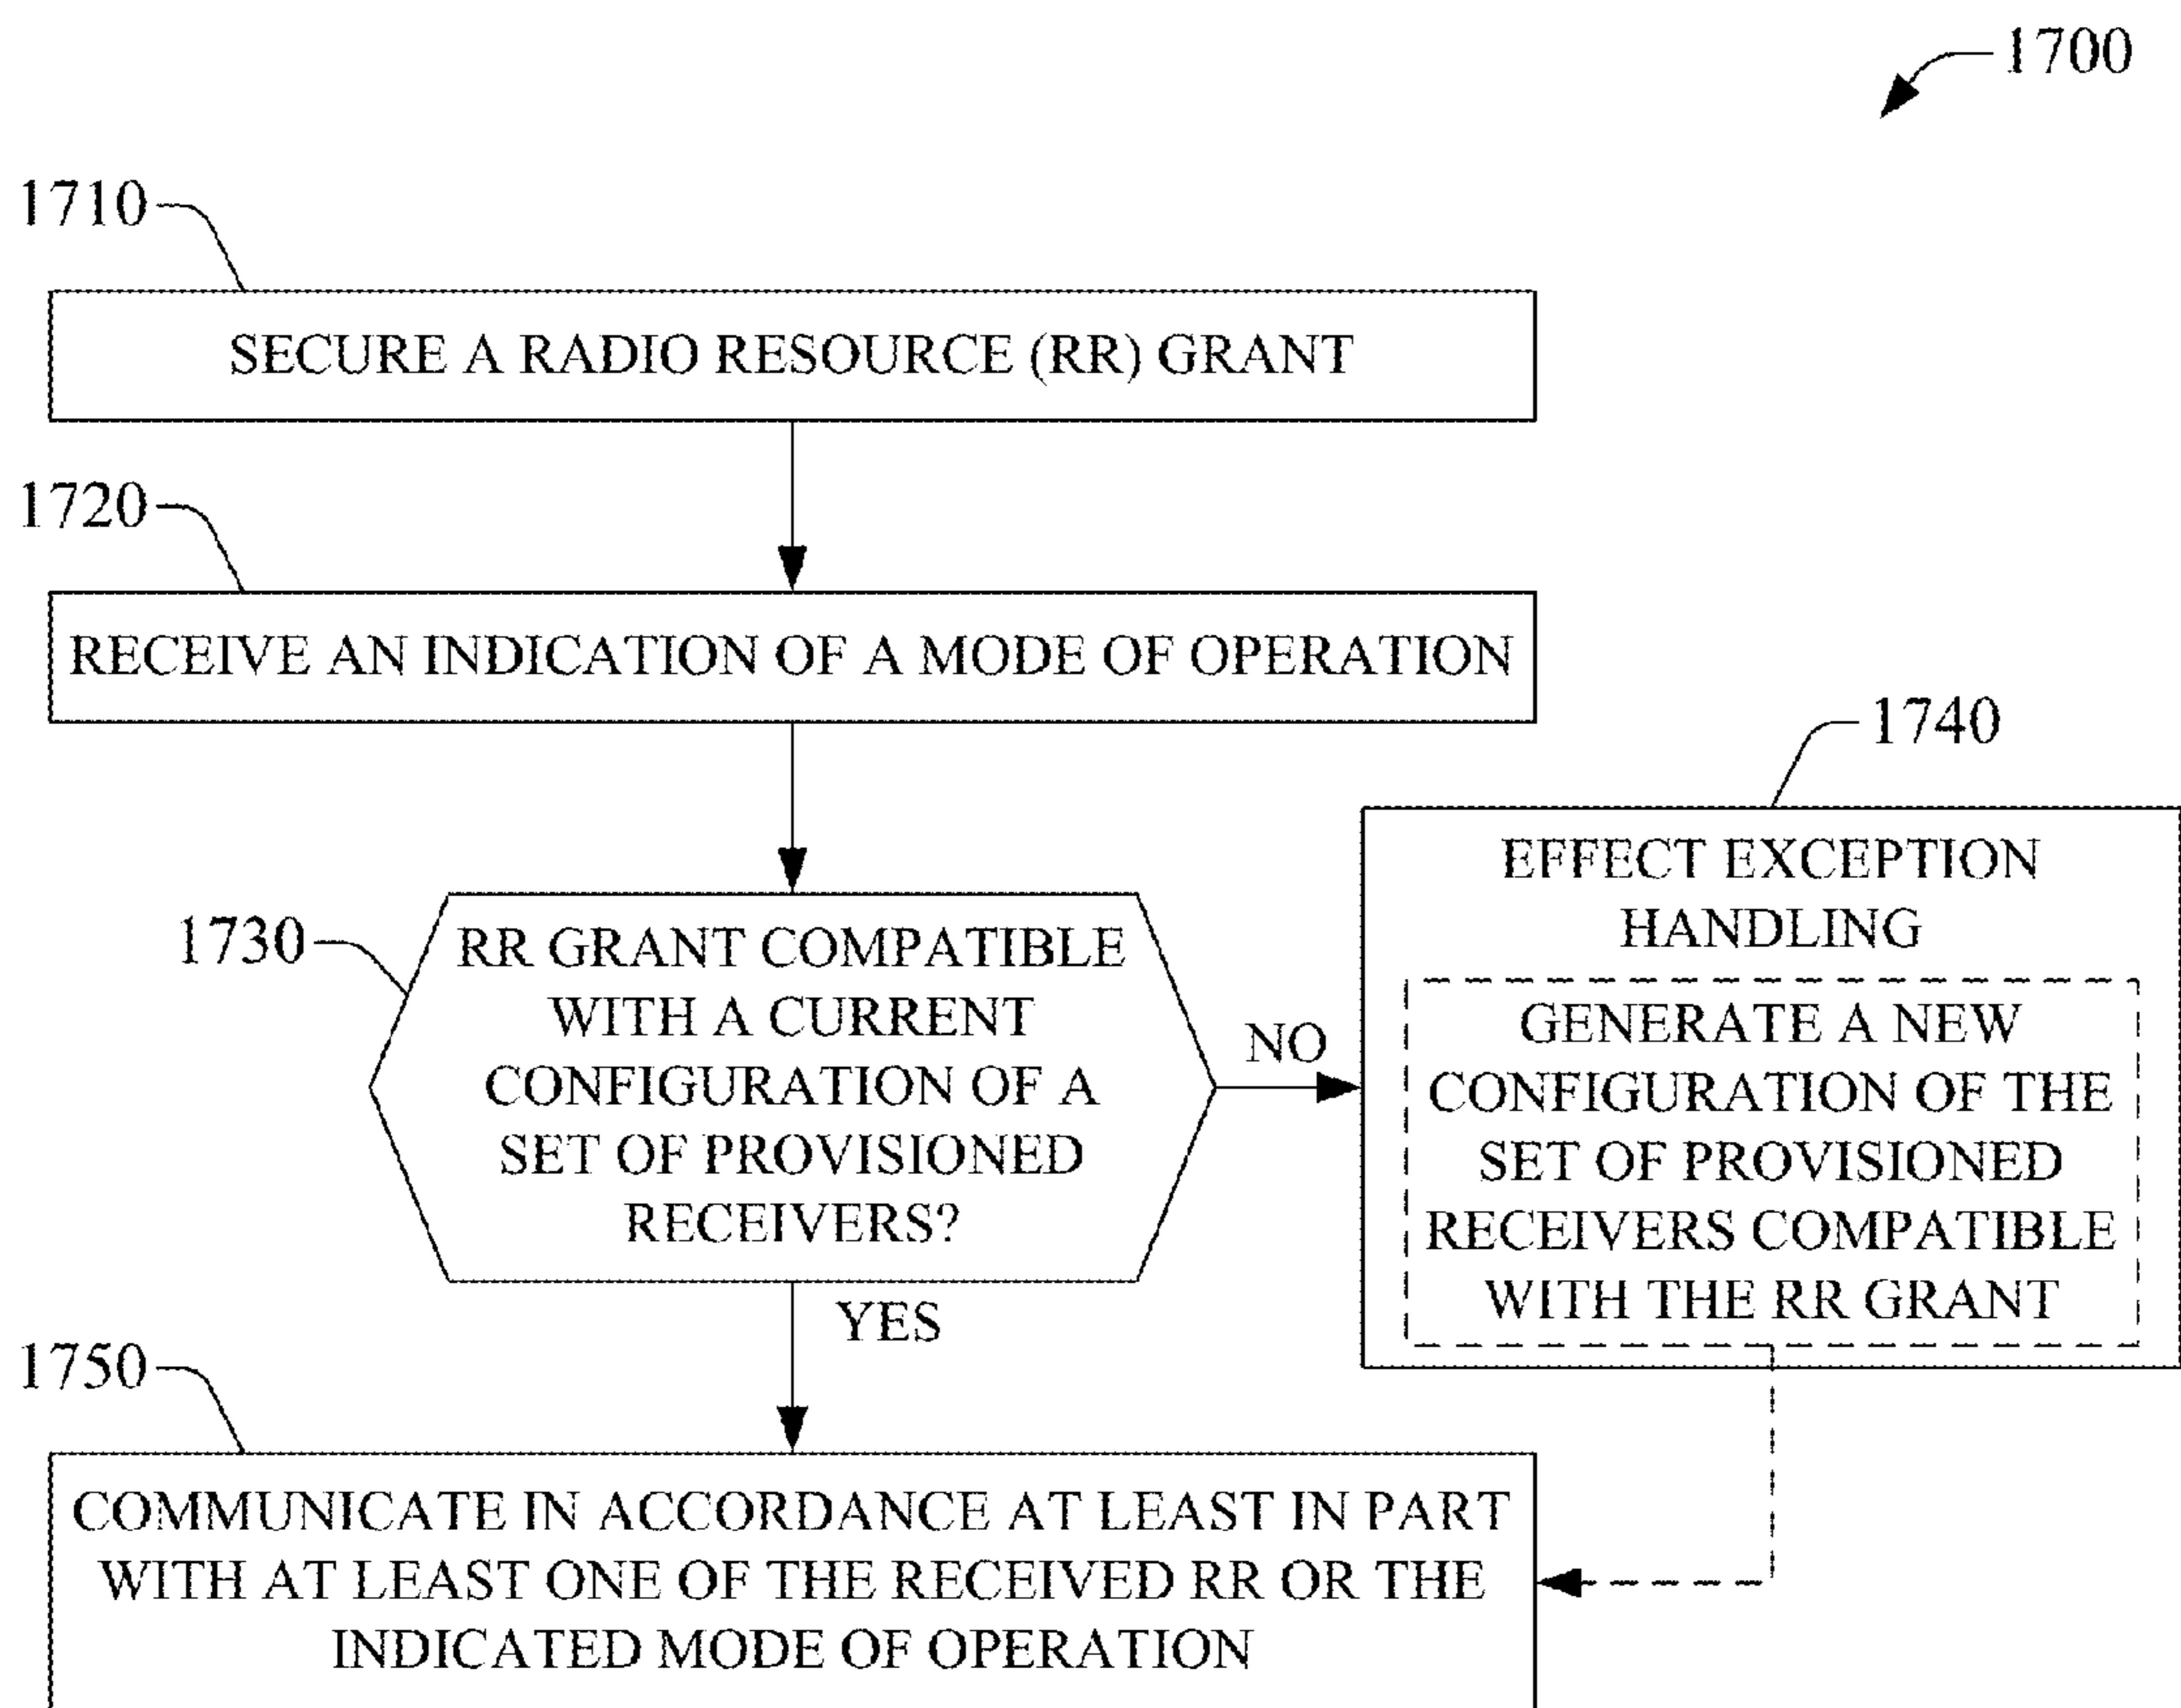 1700
1710
SECURE A RADIO RESOURCE (RR) GRANT
1720
RECEIVE AN INDICATION OF A MODE OF OPERATION
1730
RR GRANT COMPATIBLE
WITH A CURRENT
CONFIGURATION OF A
SET OF PROVISIONED
RECEIVERS?
NO
1740
EFFECT EXCEPTION
HANDLING
GENERATE A NEW
CONFIGURATION OF THE
SET OF PROVISIONED
RECEIVERS COMPATIBLE
WITH THE RR GRANT
YES
1750
COMMUNICATE IN ACCORDANCE AT LEAST IN PART
WITH AT LEAST ONE OF THE RECEIVED RR OR THE
INDICATED MODE OF OPERATION